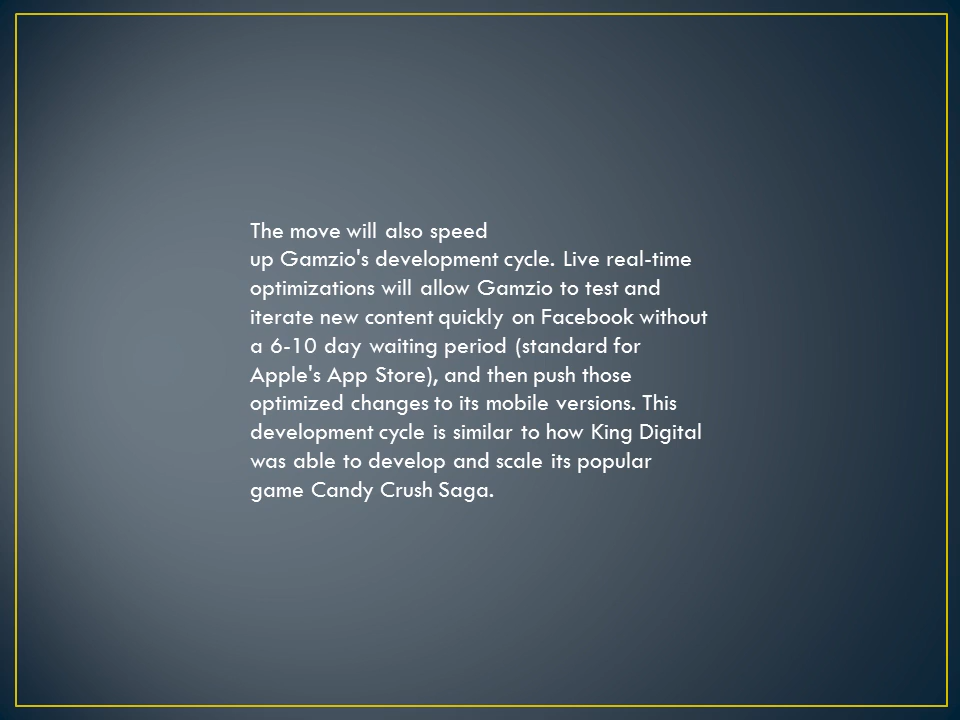 The move will also speed
up Gamzio's development cycle. Live real-time
optimizations will allow Gamzio to test and
iterate new content quickly on Facebook without
a 6-10 day waiting period (standard for
Apple's App Store), and then push those
optimized changes to its mobile versions. This
development cycle is similar to how King Digital
was able to develop and scale its popular
game Candy Crush Saga.